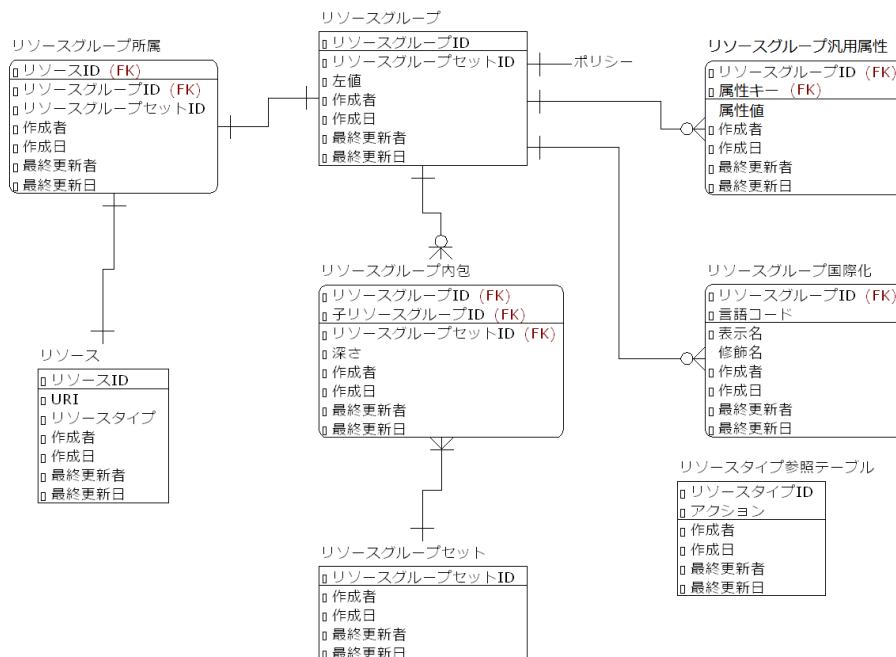 リソースグループ所属
リソースID (FK)
リソースグループID (FK)
リソースグループセットID
作成者
作成日
最終更新者
最終更新日
リソースグループ
リソースグループID
リソースグループセットID
左値
作成者
作成日
最終更新者
最終更新日
ポリシー
リソースグループ汎用属性
リソースグループID (FK)
属性キー (FK)
属性値
作成者
作成日
最終更新者
最終更新日
リソースグループ内包
リソースグループID (FK)
子リソースグループID (FK)
リソースグループセットID (FK)
深さ
作成者
作成日
最終更新者
最終更新日
リソースグループ国際化
リソースグループID (FK)
言語コード
表示名
修飾名
作成者
作成日
最終更新者
最終更新日
リソース
リソースID
URI
リソースタイプ
作成者
作成日
最終更新者
最終更新日
リソースタイプ参照テーブル
リソースタイプID
アクション
作成者
作成日
最終更新者
最終更新日
リソースグループセット
リソースグループセットID
作成者
作成日
最終更新者
最終更新日